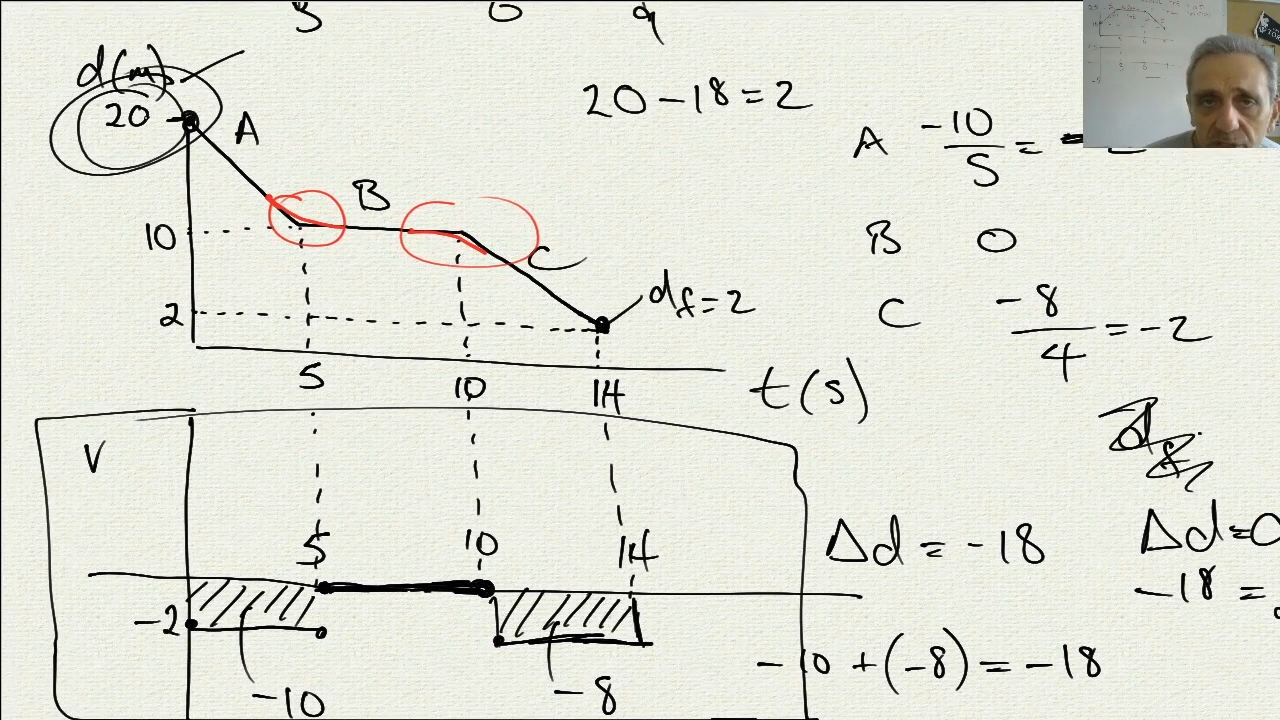 d(m)
20
A
10
B
2
C
df=2
5
10
14
t(s)
20-18=2
A -10/5 =
B 0
C -8/4 = -2
V
5
10
14
-2
-10
-8
Δd = -18
Δd=
-18 =
-10 + (-8) = -18